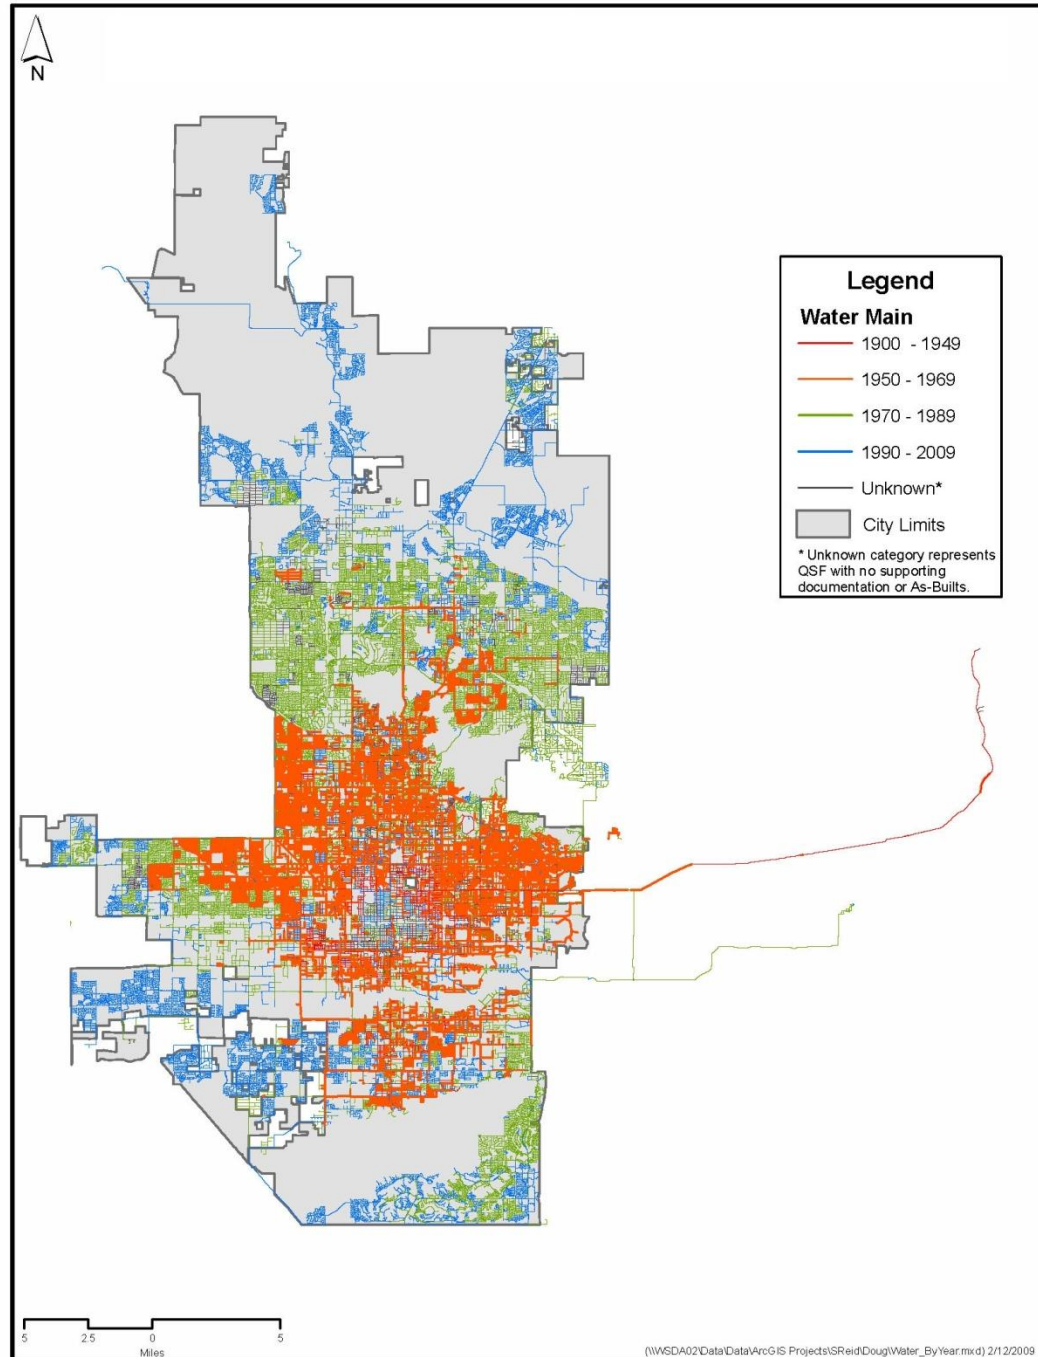 N
Legend
Water Main
1900 - 1949
1950 - 1969
1970 - 1989
1990 - 2009
Unknown*
City Limits
* Unknown category represents
QSF with no supporting
documentation or As-Builts.
5 2.5 0 5
Miles
(\\WSDA02\Data\Data\ArcGIS Projects\SReid\Doug\Water_ByYear.mxd) 2/12/2009